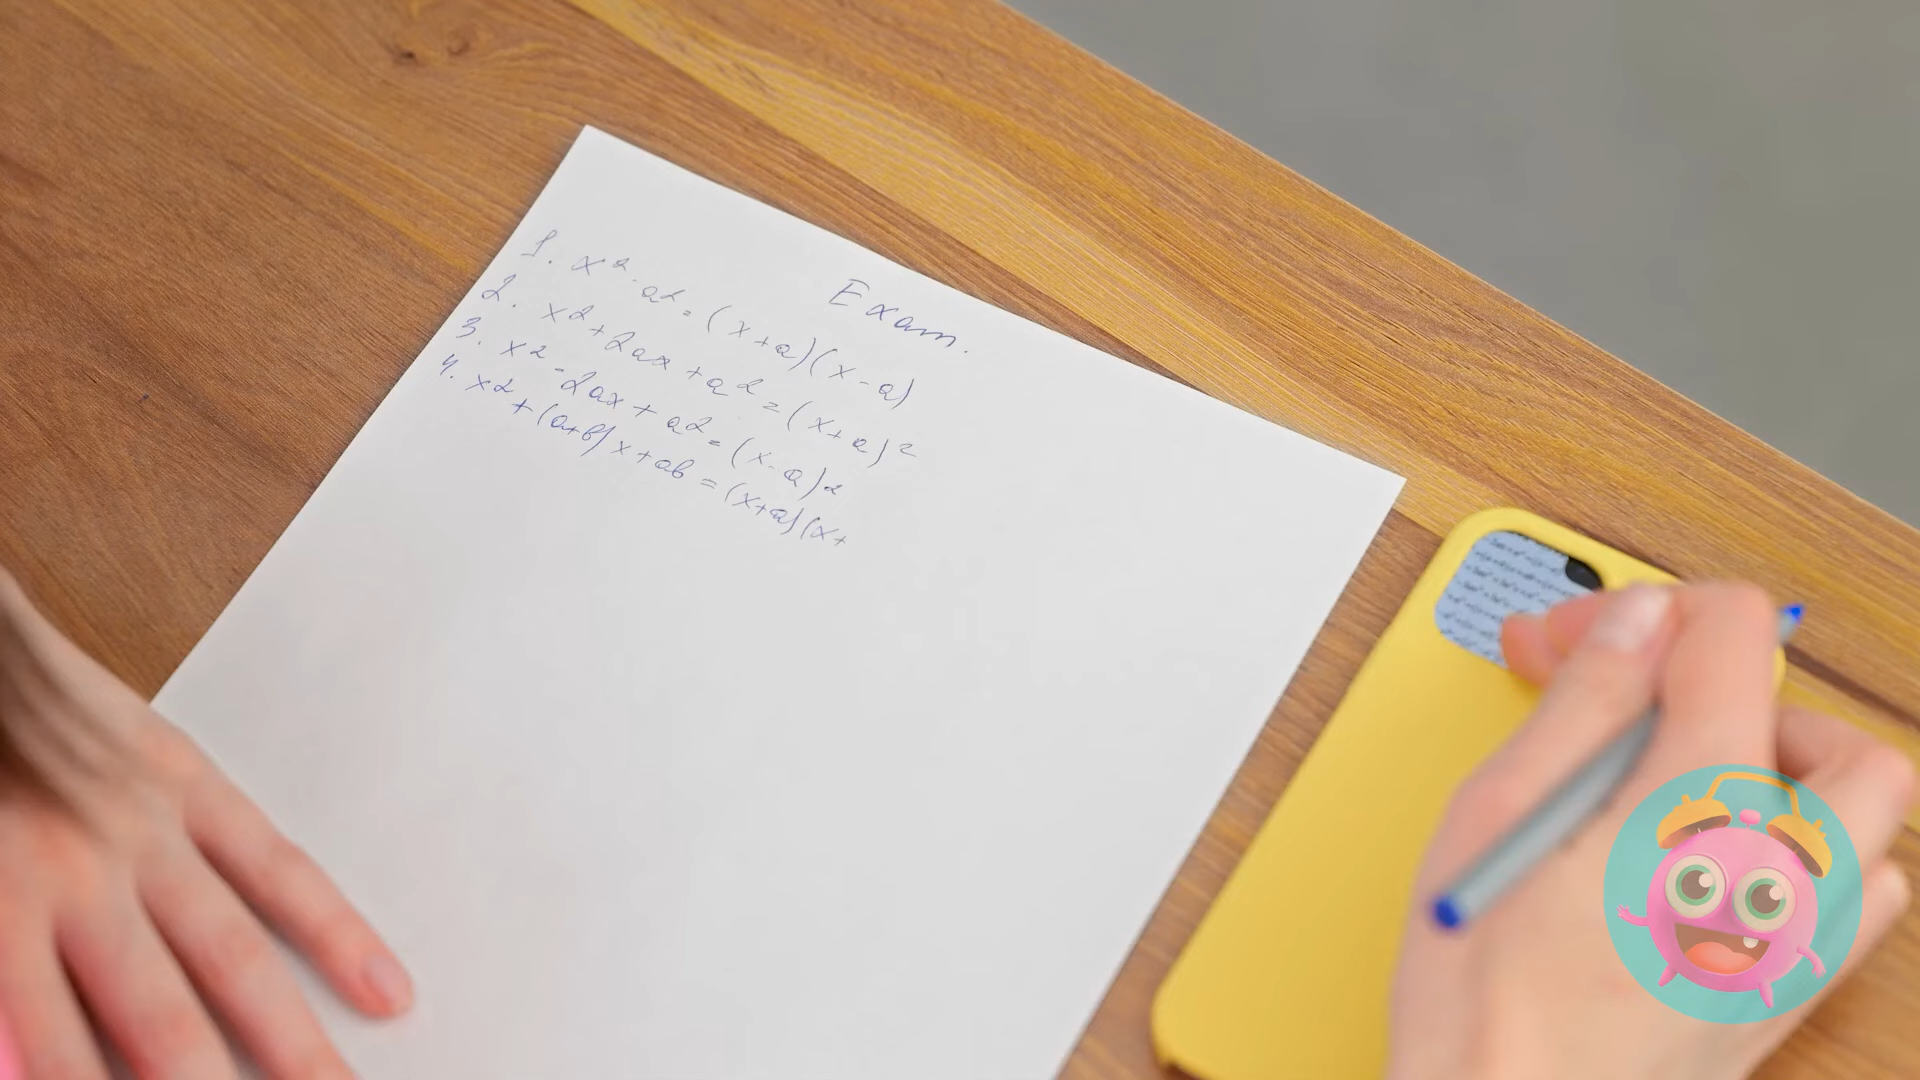 Exam.
1. x² - a² = (x+a)(x-a)
2. x² + 2ax + a² = (x+a)²
3. x² - 2ax + a² = (x-a)²
4. x² + (a+b)x + ab = (x+a)(x+